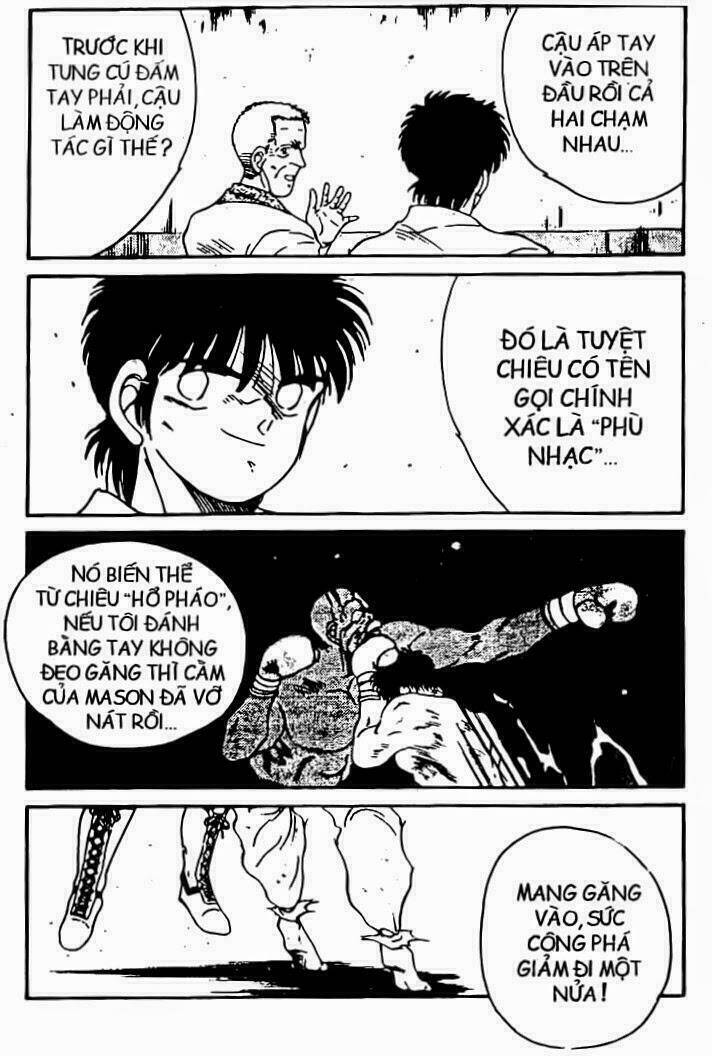 TRƯỚC KHI
TUNG CÚ ĐẤM
TAY PHẢI, CẬU
LÀM ĐỘNG
TÁC GÌ THẾ?
CẬU ÁP TAY
VÀO TRÊN
ĐẦU RỒI CẢ
HAI CHẠM
NHAU...
ĐÓ LÀ TUYỆT
CHIÊU CÓ TÊN
GỌI CHÍNH
XÁC LÀ "PHÙ
NHẠC"...
NÓ BIẾN THỂ
TỪ CHIÊU "HỔ PHÁO",
NẾU TÔI ĐÁNH
BẰNG TAY KHÔNG
ĐEO GĂNG THÌ CẰM
CỦA MASON ĐÃ VỠ
NÁT RỒI...
MANG GĂNG
VÀO, SỨC
CÔNG PHÁ
GIẢM ĐI MỘT
NỬA!